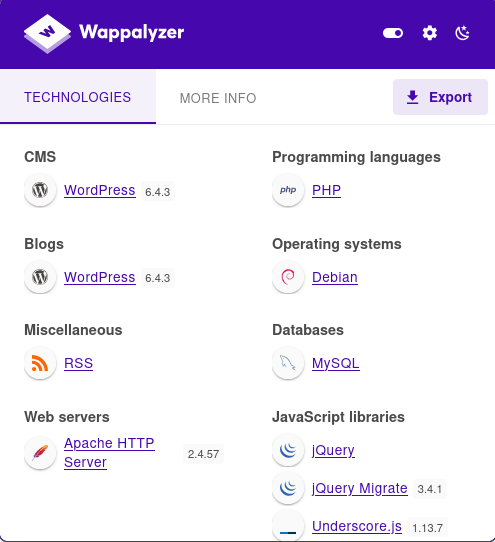 Wappalyzer
TECHNOLOGIES
MORE INFO
Export
CMS
WordPress 6.4.3
Blogs
WordPress 6.4.3
Miscellaneous
RSS
Web servers
Apache HTTP
Server
2.4.57
Programming languages
php PHP
Operating systems
Debian
Databases
MySQL
JavaScript libraries
jQuery
jQuery Migrate 3.4.1
Underscore.js 1.13.7